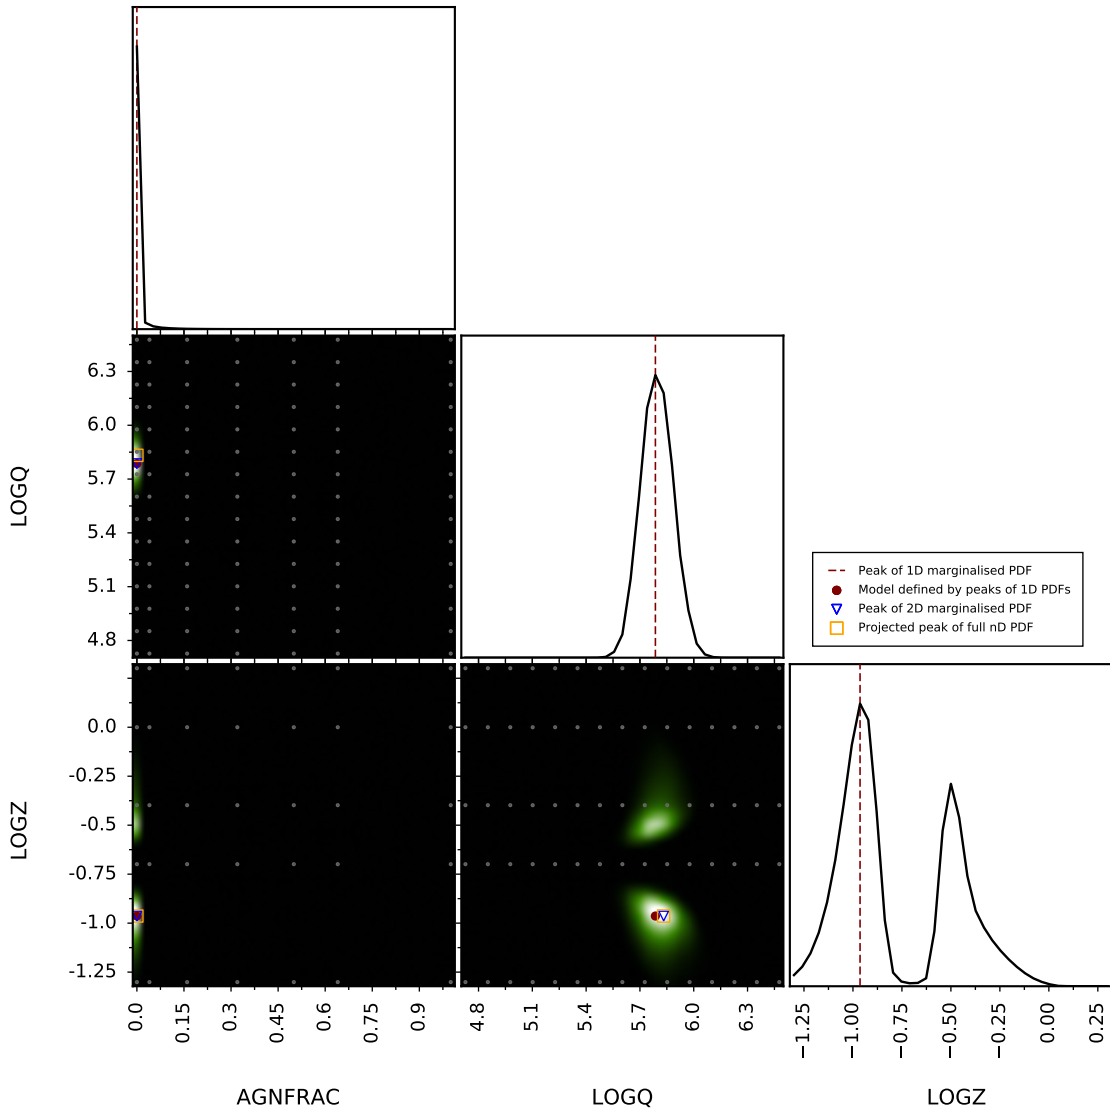 LOGQ
6.3
6.0
5.7
5.4
5.1
4.8
Peak of 1D marginalised PDF
Model defined by peaks of 1D PDFs
Peak of 2D marginalised PDF
Projected peak of full nD PDF
LOGZ
0.0
-0.25
-0.5
-0.75
-1.0
-1.25
0.0 0.15 0.3 0.45 0.6 0.75 0.9
4.8 5.1 5.4 5.7 6.0 6.3
−1.25 −1.00 −0.75 −0.50 −0.25 0.00 0.25
AGNFRAC
LOGQ
LOGZ